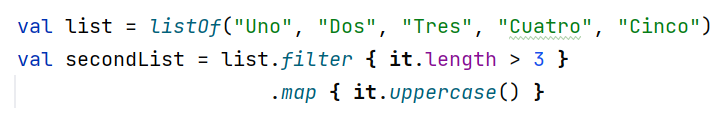 val list = listOf("Uno", "Dos", "Tres", "Cuatro", "Cinco")
val secondList = list.filter { it.length > 3 }
.map { it.uppercase() }